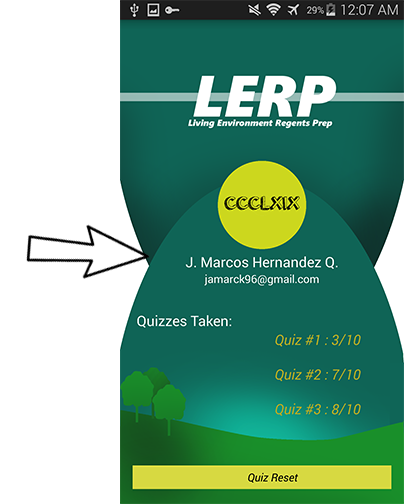 29% 12:07 AM
LERP
Living Environment Regents Prep
CCCLXIX
J. Marcos Hernandez Q.
jamarck96@gmail.com
Quizzes Taken:
Quiz #1 : 3/10
Quiz #2 : 7/10
Quiz #3 : 8/10
Quiz Reset